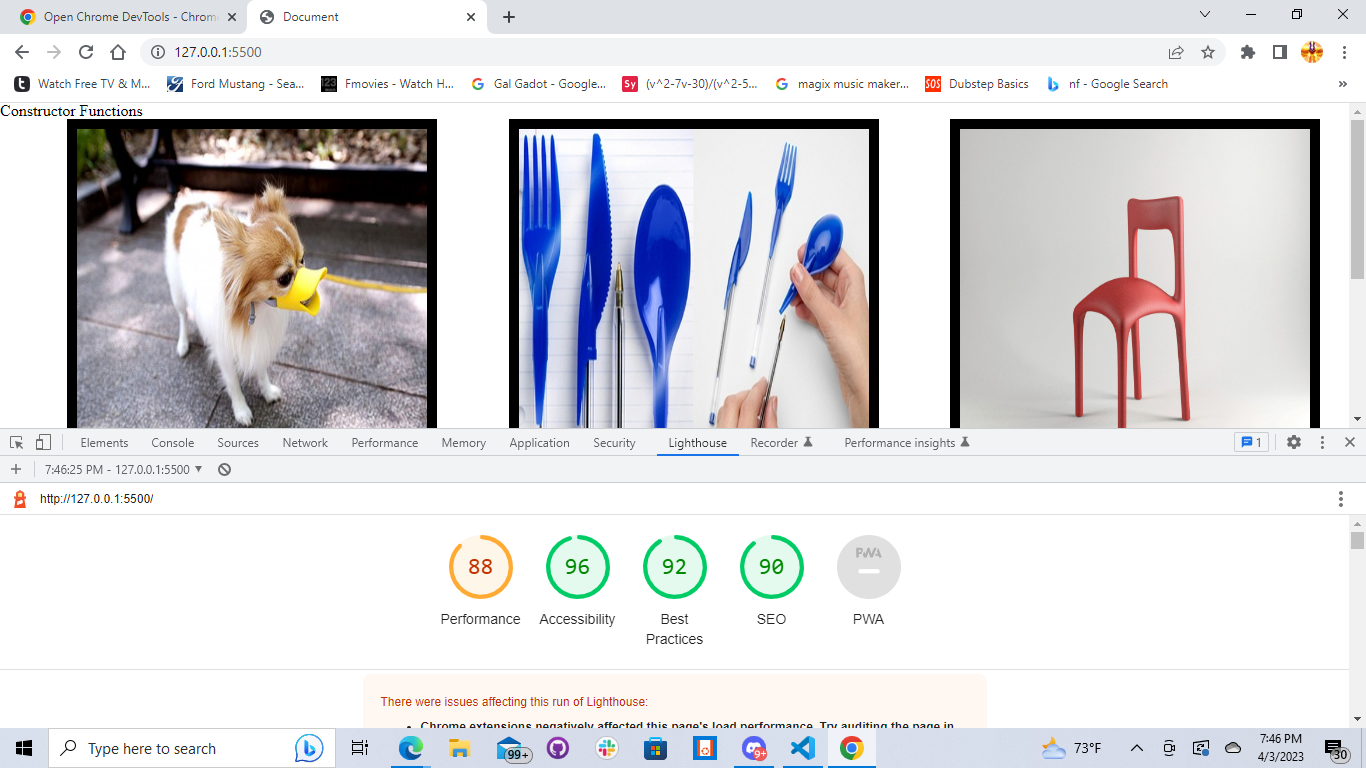 Open Chrome DevTools - Chrom
Document
127.0.0.1:5500
Watch Free TV & M...
Ford Mustang - Sea...
123
Fmovies - Watch H...
Gal Gadot - Google...
Sy
(v^2-7v-30)/(v^2-5...
magix music maker...
SOS
Dubstep Basics
nf - Google Search
»
Constructor Functions
Elements
Console
Sources
Network
Performance
Memory
Application
Security
Lighthouse
Recorder
Performance insights
1
7:46:25 PM - 127.0.0.1:5500
http://127.0.0.1:5500/
88
96
92
90
PWA
Performance
Accessibility
Best
Practices
SEO
PWA
There were issues affecting this run of Lighthouse:
Chrome extensions negatively affected this page's load performance. Try auditing the page in
Type here to search
99+
9+
73°F
7:46 PM
4/3/2023
30